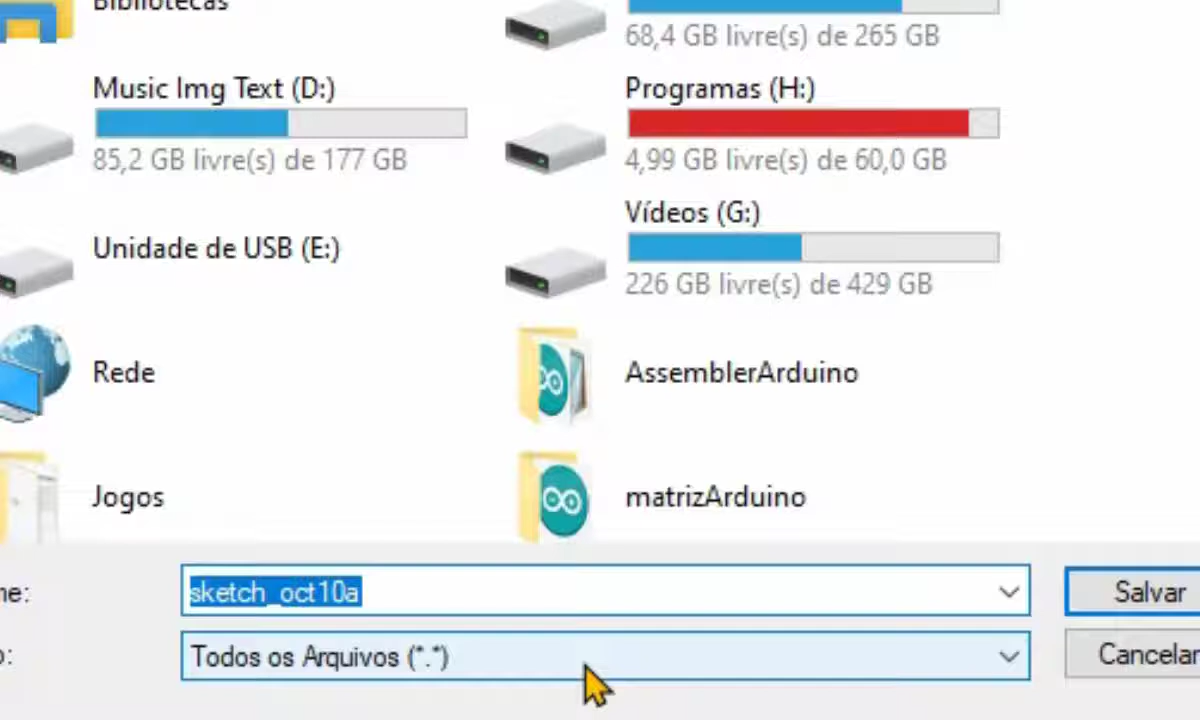 Bibliotecas
68,4 GB livre(s) de 265 GB
Music Img Text (D:)
85,2 GB livre(s) de 177 GB
Programas (H:)
4,99 GB livre(s) de 60,0 GB
Unidade de USB (E:)
Vídeos (G:)
226 GB livre(s) de 429 GB
Rede
AssemblerArduino
Jogos
matrizArduino
sketch_oct10a
Salvar
Todos os Arquivos (*.*)
Cancelar